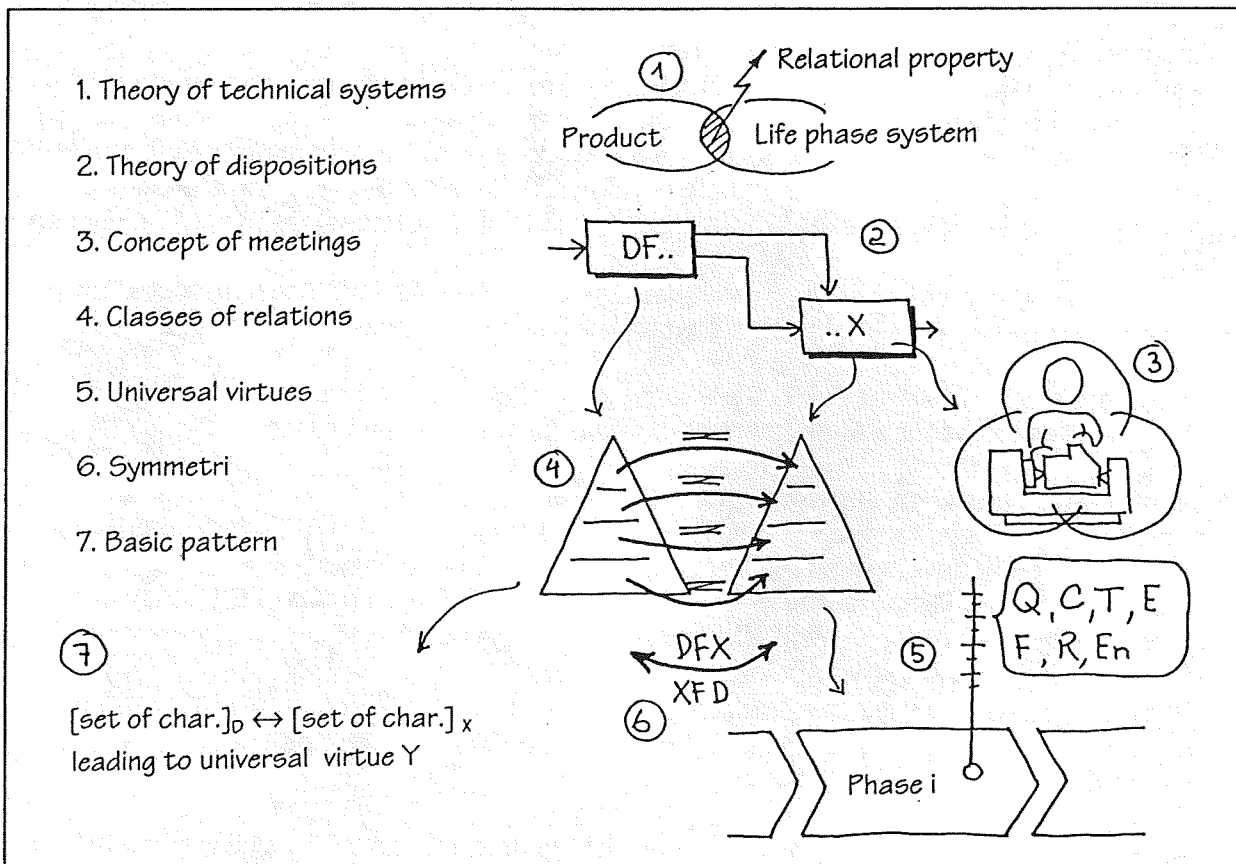 1. Theory of technical systems
2. Theory of dispositions
3. Concept of meetings
4. Classes of relations
5. Universal virtues
6. Symmetri
7. Basic pattern
1
Relational property
Product
Life phase system
2
DF..
..X
3
4
5
Q, C, T, E
F, R, En
DFX
XFD
6
Phase i
7
[set of char.]D ↔ [set of char.] X
leading to universal virtue Y